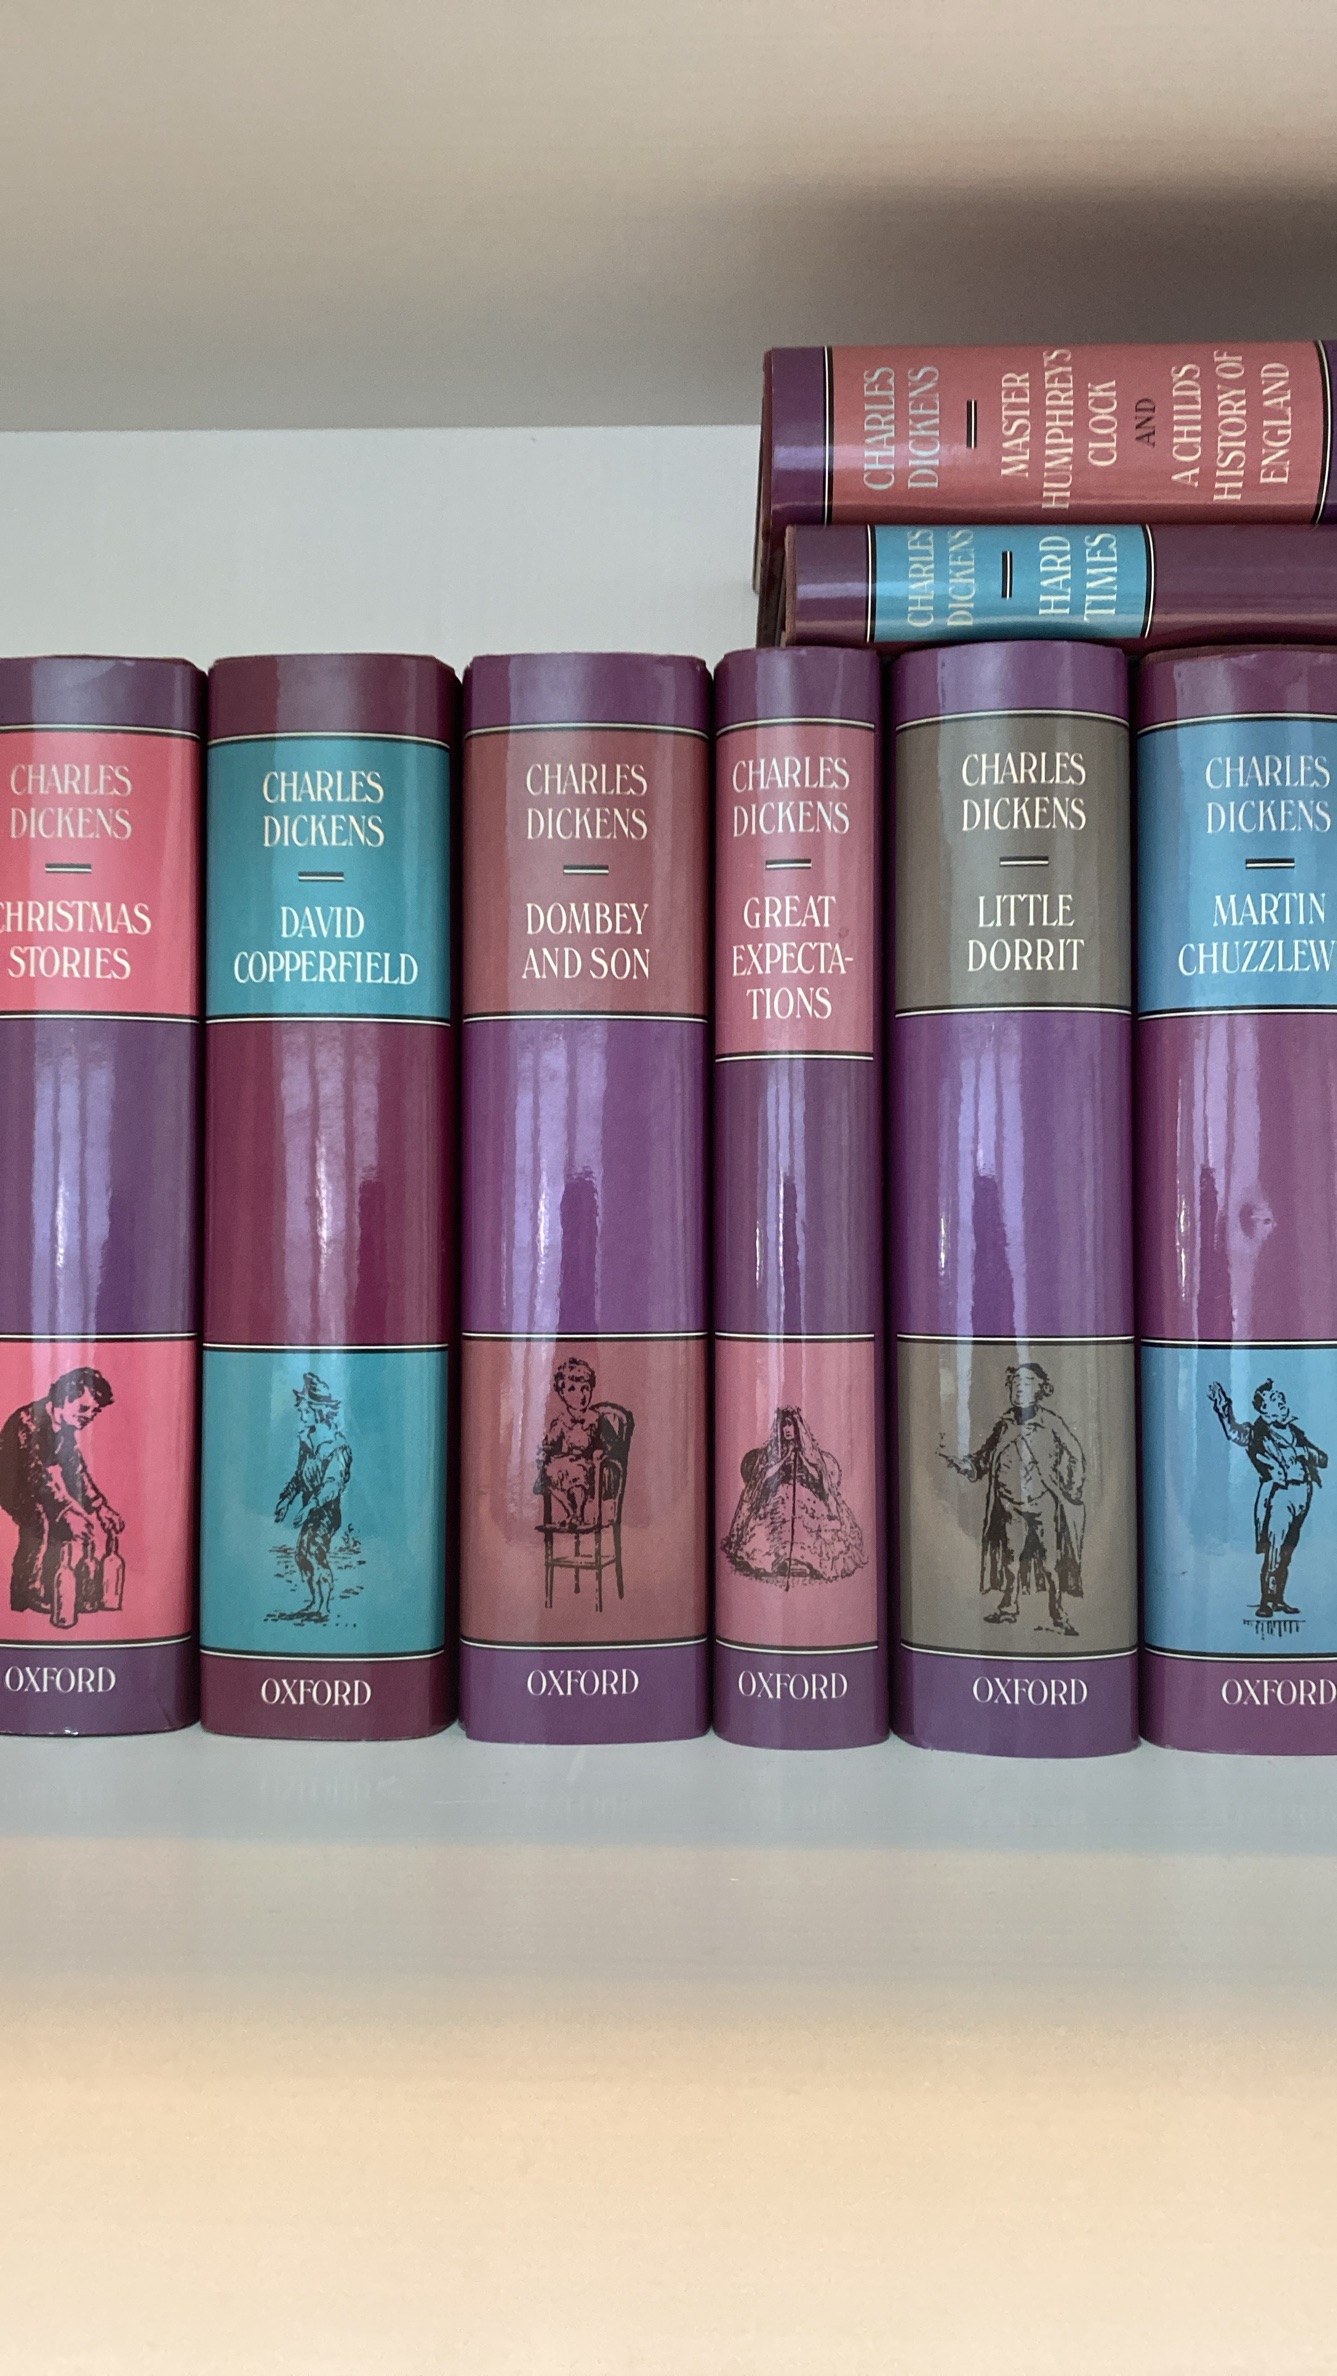 CHARLES
DICKENS
MASTER
HUMPHREY'S
CLOCK
AND
A CHILD'S
HISTORY OF
ENGLAND
CHARLES
DICKENS
HARD
TIMES
CHARLES
DICKENS
CHRISTMAS
STORIES
OXFORD
CHARLES
DICKENS
DAVID
COPPERFIELD
OXFORD
CHARLES
DICKENS
DOMBEY
AND SON
OXFORD
CHARLES
DICKENS
GREAT
EXPECTA-
TIONS
OXFORD
CHARLES
DICKENS
LITTLE
DORRIT
OXFORD
CHARLES
DICKENS
MARTIN
CHUZZLEW
OXFORD